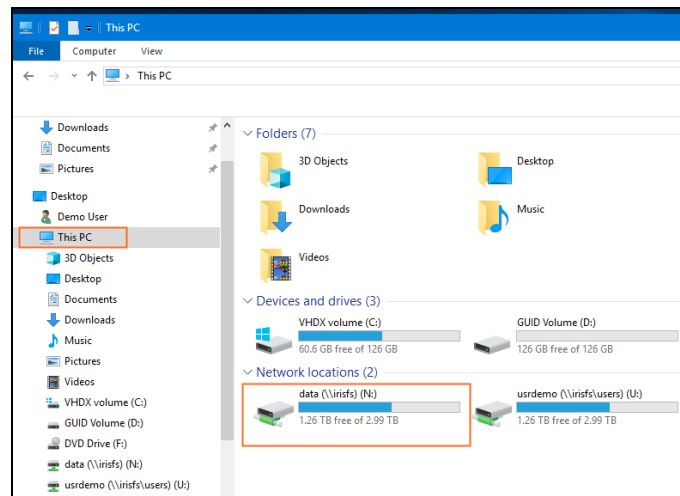 This PC
File Computer View
This PC
Downloads
Documents
Pictures
Desktop
Demo User
This PC
3D Objects
Desktop
Documents
Downloads
Music
Pictures
Videos
VHDX volume (C:)
GUID Volume (D:)
DVD Drive (F:)
data (\\irisfs) (N:)
usrdemo (\\irisfs\users) (U:)
Folders (7)
3D Objects Desktop
Downloads Music
Videos
Devices and drives (3)
VHDX volume (C:) GUID Volume (D:)
60.6 GB free of 126 GB 126 GB free of 126 GB
Network locations (2)
data (\\irisfs) (N:) usrdemo (\\irisfs\users) (U:)
1.26 TB free of 2.99 TB 1.26 TB free of 2.99 TB